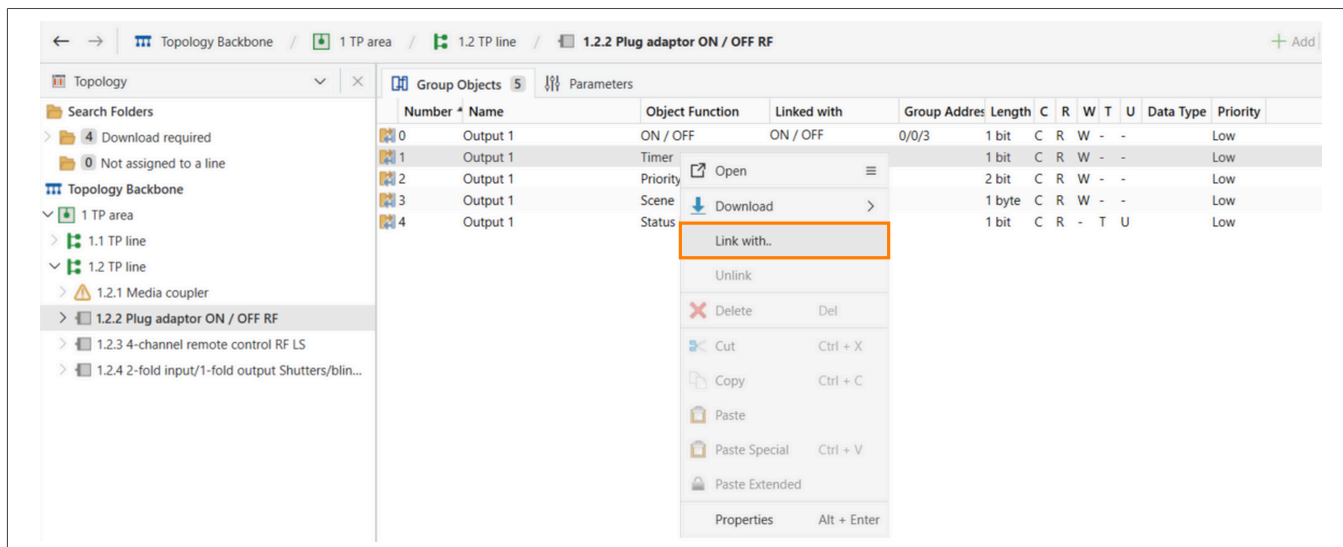 ← → Topology Backbone / 1 TP area / 1.2 TP line / 1.2.2 Plug adaptor ON / OFF RF + Add
Topology
Group Objects 5 Parameters
Search Folders
4 Download required
0 Not assigned to a line
Topology Backbone
1 TP area
1.1 TP line
1.2 TP line
1.2.1 Media coupler
1.2.2 Plug adaptor ON / OFF RF
1.2.3 4-channel remote control RF LS
1.2.4 2-fold input/1-fold output Shutters/blin...
Number Name Object Function Linked with Group Addres Length C R W T U Data Type Priority
0 Output 1 ON / OFF ON / OFF 0/0/3 1 bit C R W - - Low
1 Output 1 Timer 1 bit C R W - - Low
2 Output 1 Priority 2 bit C R W - - Low
3 Output 1 Scene 1 byte C R W - - Low
4 Output 1 Status 1 bit C R - T U Low
Open
Download
Link with..
Unlink
Delete Del
Cut Ctrl + X
Copy Ctrl + C
Paste
Paste Special Ctrl + V
Paste Extended
Properties Alt + Enter